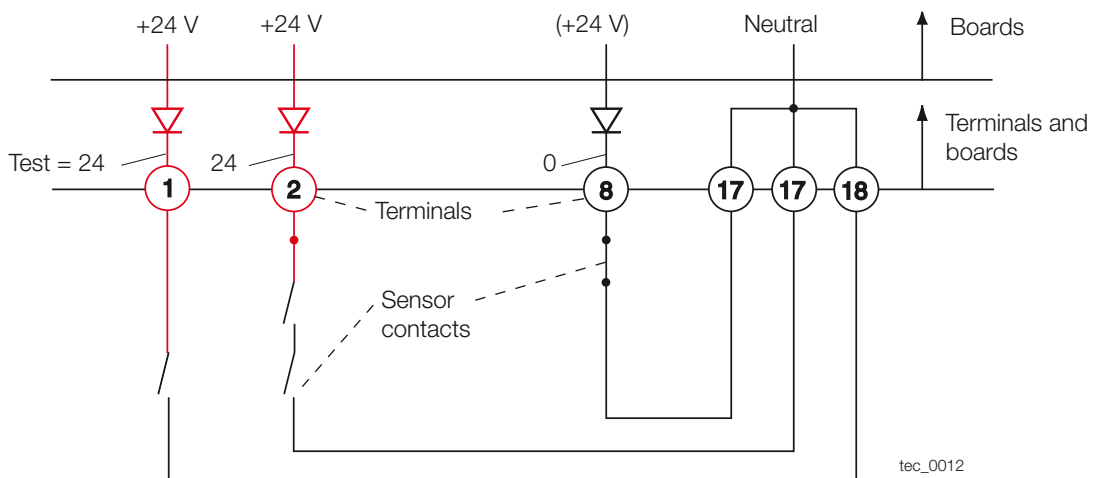 +24 V
+24 V
(+24 V)
Neutral
Boards
Terminals and
boards
Test = 24
24
0
1
2
8
17
17
18
Terminals
Sensor
contacts
tec_0012